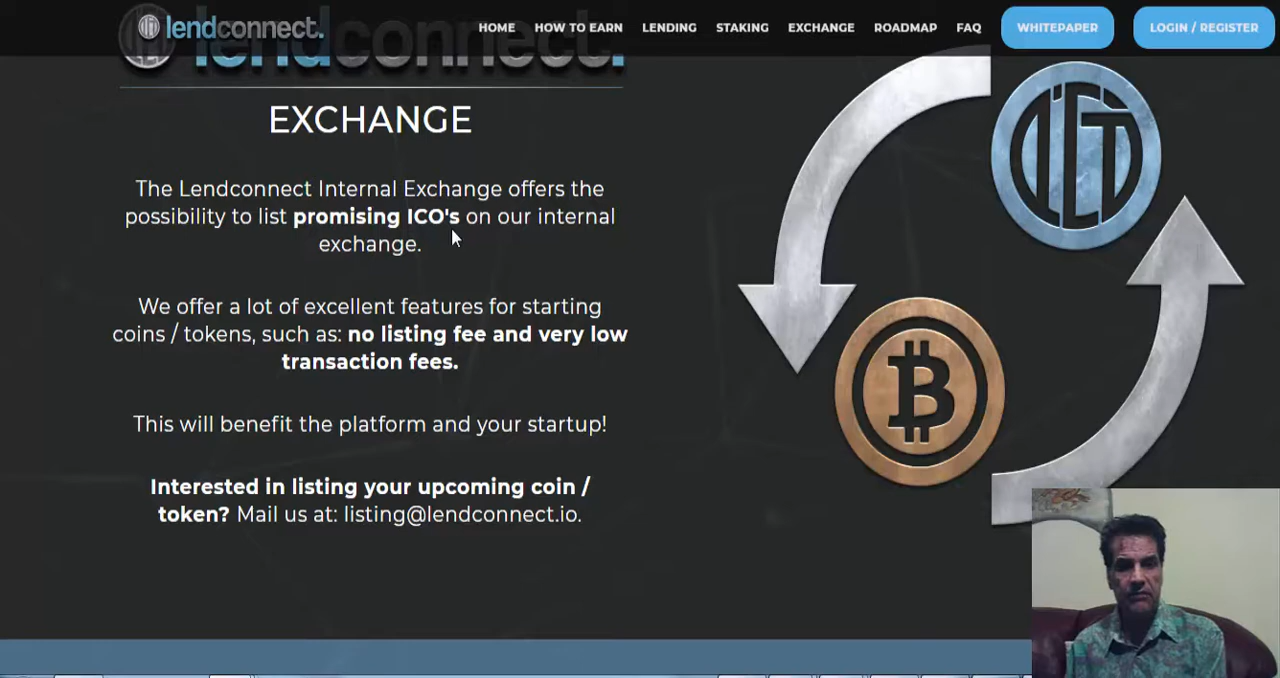 lendconnect.
HOME HOW TO EARN LENDING STAKING EXCHANGE ROADMAP FAQ WHITEPAPER LOGIN / REGISTER
lendconnect.
EXCHANGE
The Lendconnect Internal Exchange offers the
possibility to list promising ICO's on our internal
exchange.
We offer a lot of excellent features for starting
coins / tokens, such as: no listing fee and very low
transaction fees.
This will benefit the platform and your startup!
Interested in listing your upcoming coin /
token? Mail us at: listing@lendconnect.io.
LCT
B